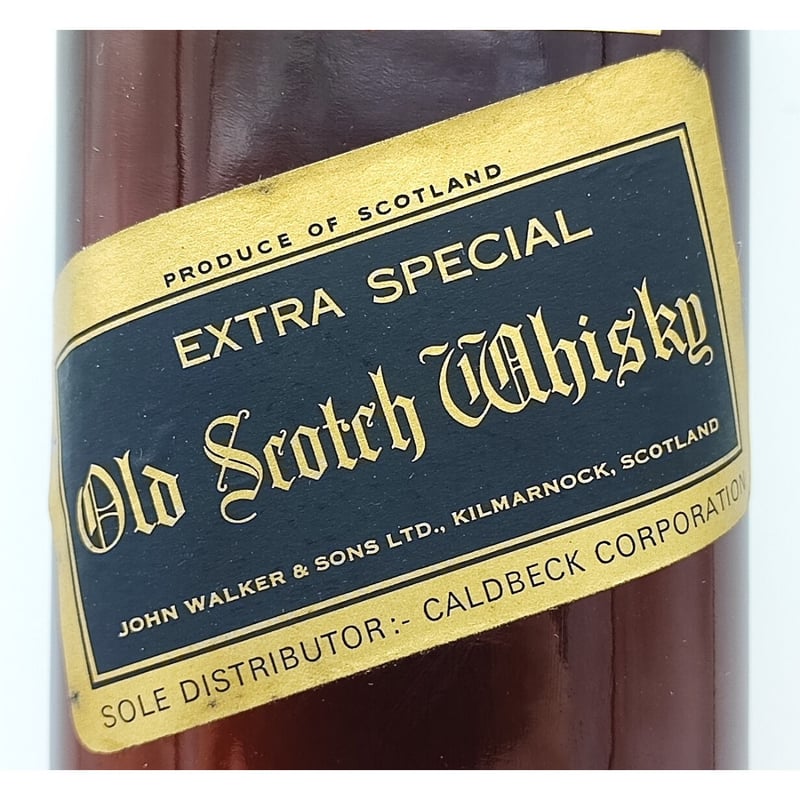 PRODUCE OF SCOTLAND
EXTRA SPECIAL
Old Scotch Whisky
JOHN WALKER & SONS LTD., KILMARNOCK, SCOTLAND
SOLE DISTRIBUTOR:- CALDBECK CORPORATION